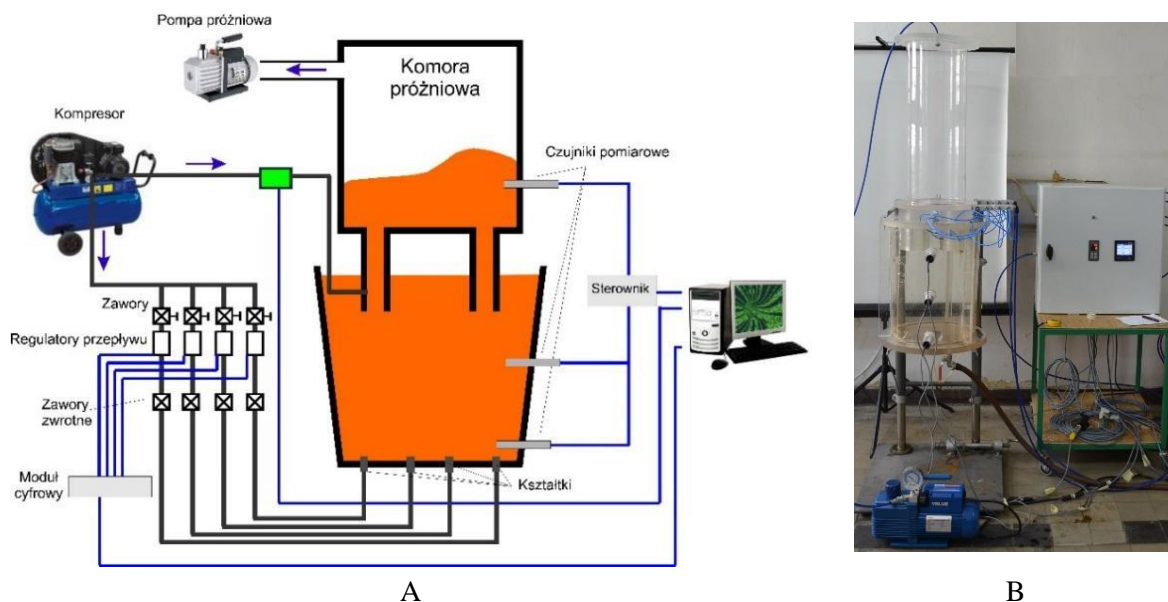 Pompa próżniowa
Komora
próżniowa
Kompresor
Czujniki pomiarowe
Zawory
Sterownik
Regulatory przepływu
Zawory
zwrotne
Moduł
cyfrowy
Kształtki
A
B